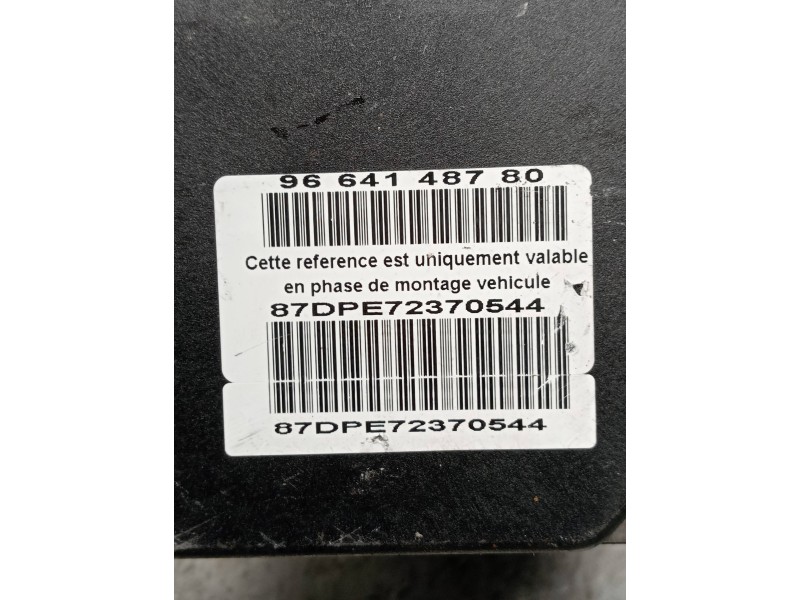 96 641 487 80
Cette reference est uniquement valable
en phase de montage vehicule
87DPE72370544
87DPE72370544